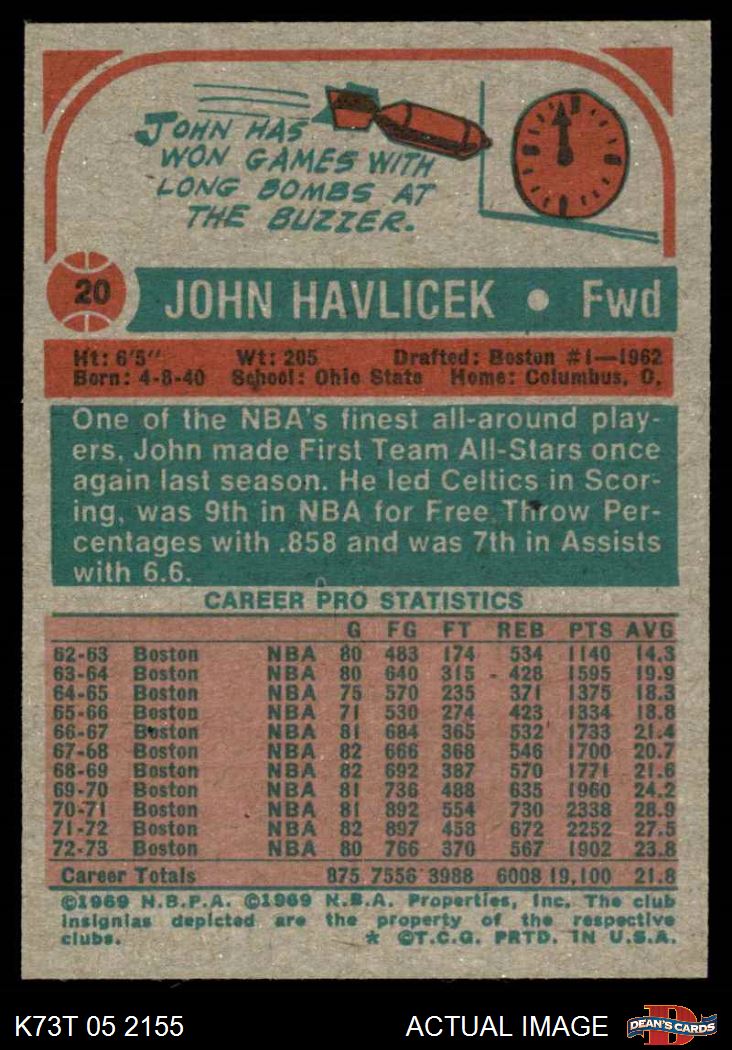 JOHN HAS
WON GAMES WITH
LONG BOMBS AT
THE BUZZER.
20 JOHN HAVLICEK • Fwd
Ht: 6'5" Wt: 205 Drafted: Boston #1—1962
Born: 4-8-40 School: Ohio State Home: Columbus, O.
One of the NBA's finest all-around play-
ers, John made First Team All-Stars once
again last season. He led Celtics in Scor-
ing, was 9th in NBA for Free Throw Per-
centages with .858 and was 7th in Assists
with 6.6.
CAREER PRO STATISTICS
G FG FT REB PTS AVG
62-63 Boston NBA 80 483 174 534 1140 14.3
63-64 Boston NBA 80 640 315 428 1595 19.9
64-65 Boston NBA 75 570 235 371 1375 18.3
65-66 Boston NBA 71 530 274 423 1334 18.8
66-67 Boston NBA 81 684 365 532 1733 21.4
67-68 Boston NBA 82 666 368 546 1700 20.7
68-69 Boston NBA 82 692 387 570 1771 21.6
69-70 Boston NBA 81 736 488 635 1960 24.2
70-71 Boston NBA 81 892 554 730 2338 28.9
71-72 Boston NBA 82 897 458 672 2252 27.5
72-73 Boston NBA 80 766 370 567 1902 23.8
Career Totals 875 7556 3988 6008 19,100 21.8
©1969 N.B.P.A. ©1969 N.B.A. Properties, Inc. The club
insignias depicted are the property of the respective
clubs. * ©T.C.G. PRTD. IN U.S.A.
K73T 05 2155 ACTUAL IMAGE D DEAN'S CARDS